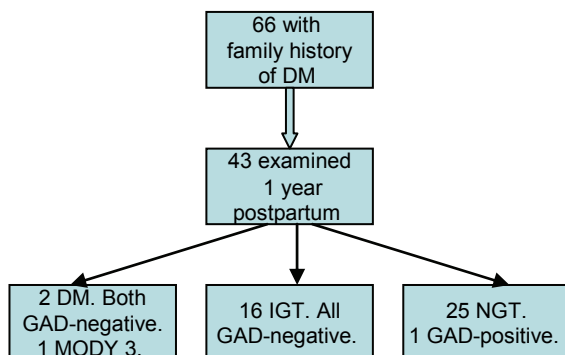 66 with
family history
of DM
43 examined
1 year
postpartum
2 DM. Both
GAD-negative.
1 MODY 3.
16 IGT. All
GAD-negative.
25 NGT.
1 GAD-positive.